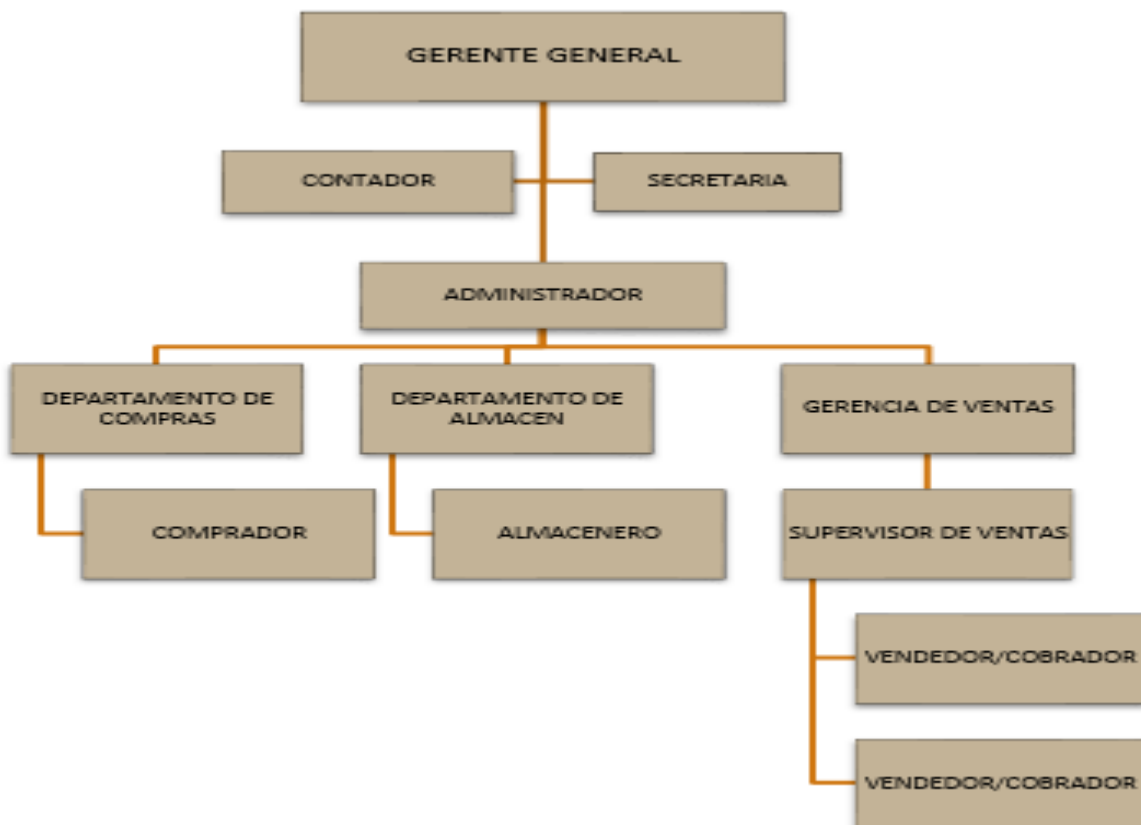 GERENTE GENERAL
CONTADOR
SECRETARIA
ADMINISTRADOR
DEPARTAMENTO DE
COMPRAS
DEPARTAMENTO DE
ALMACEN
GERENCIA DE VENTAS
COMPRADOR
ALMACENERO
SUPERVISOR DE VENTAS
VENDEDOR/COBRADOR
VENDEDOR/COBRADOR